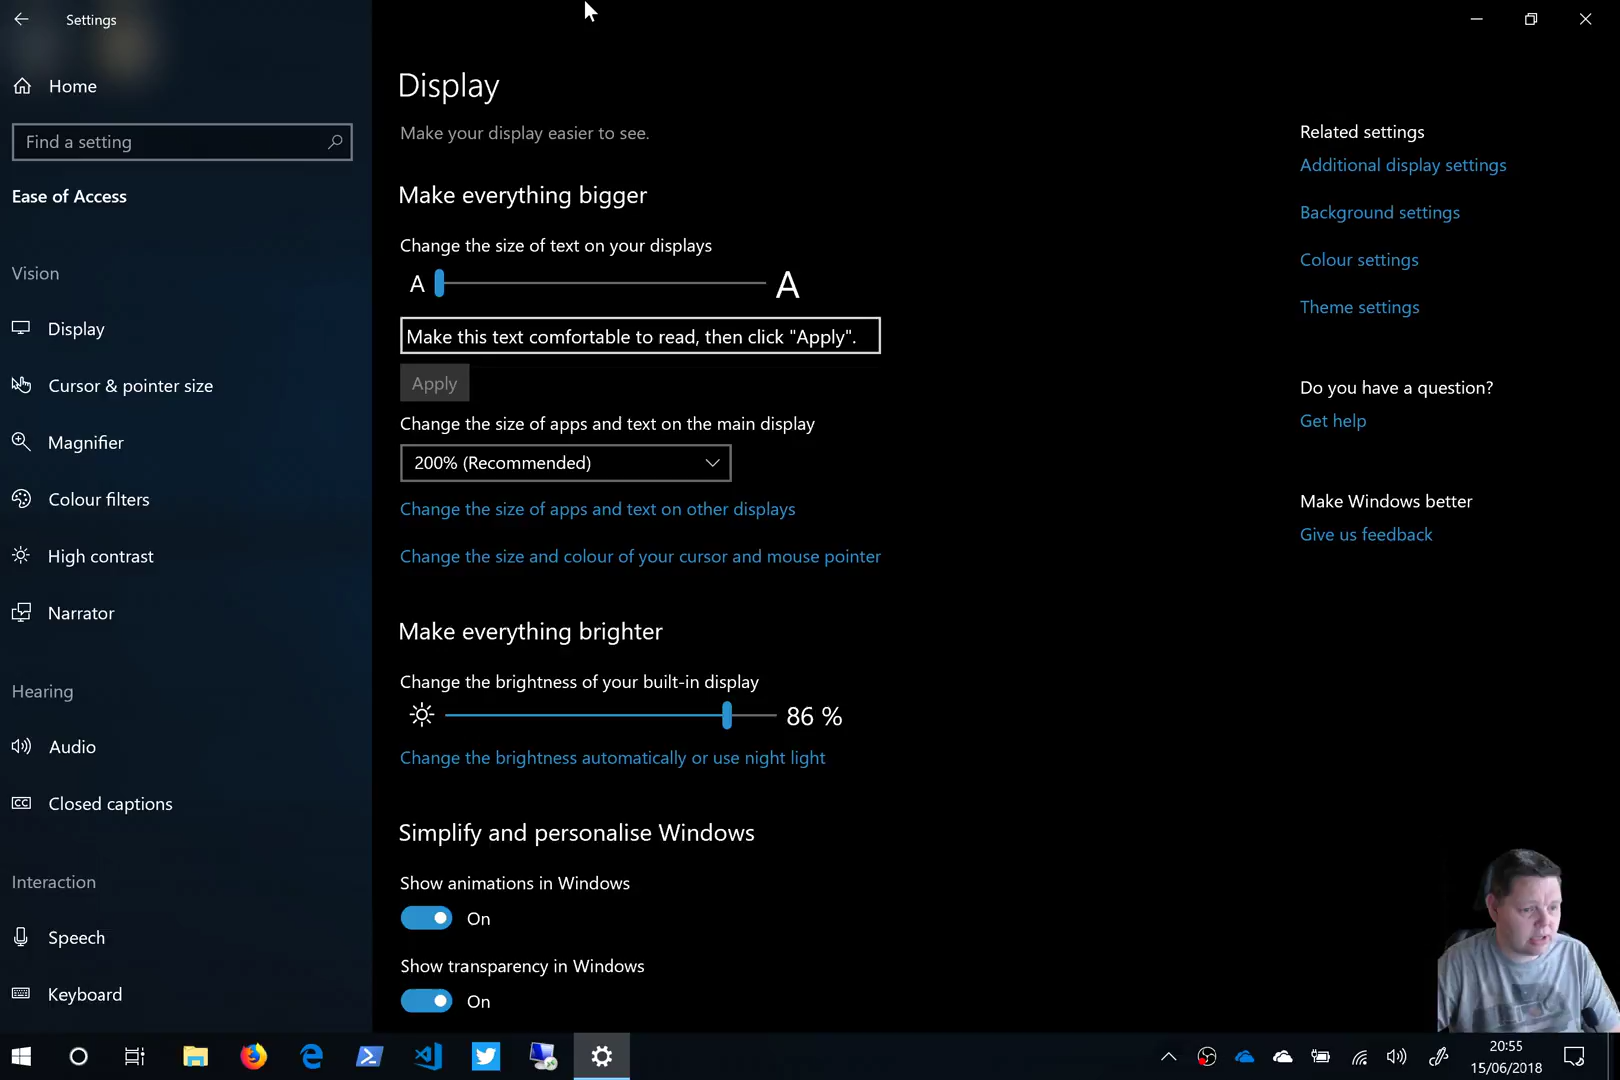 Settings
Home
Find a setting
Ease of Access
Vision
Display
Cursor & pointer size
Magnifier
Colour filters
High contrast
Narrator
Hearing
Audio
Closed captions
Interaction
Speech
Keyboard
Display
Make your display easier to see.
Make everything bigger
Change the size of text on your displays
A A
Make this text comfortable to read, then click "Apply".
Apply
Change the size of apps and text on the main display
200% (Recommended)
Change the size of apps and text on other displays
Change the size and colour of your cursor and mouse pointer
Make everything brighter
Change the brightness of your built-in display
86 %
Change the brightness automatically or use night light
Simplify and personalise Windows
Show animations in Windows
On
Show transparency in Windows
On
Related settings
Additional display settings
Background settings
Colour settings
Theme settings
Do you have a question?
Get help
Make Windows better
Give us feedback
20:55
15/06/2018